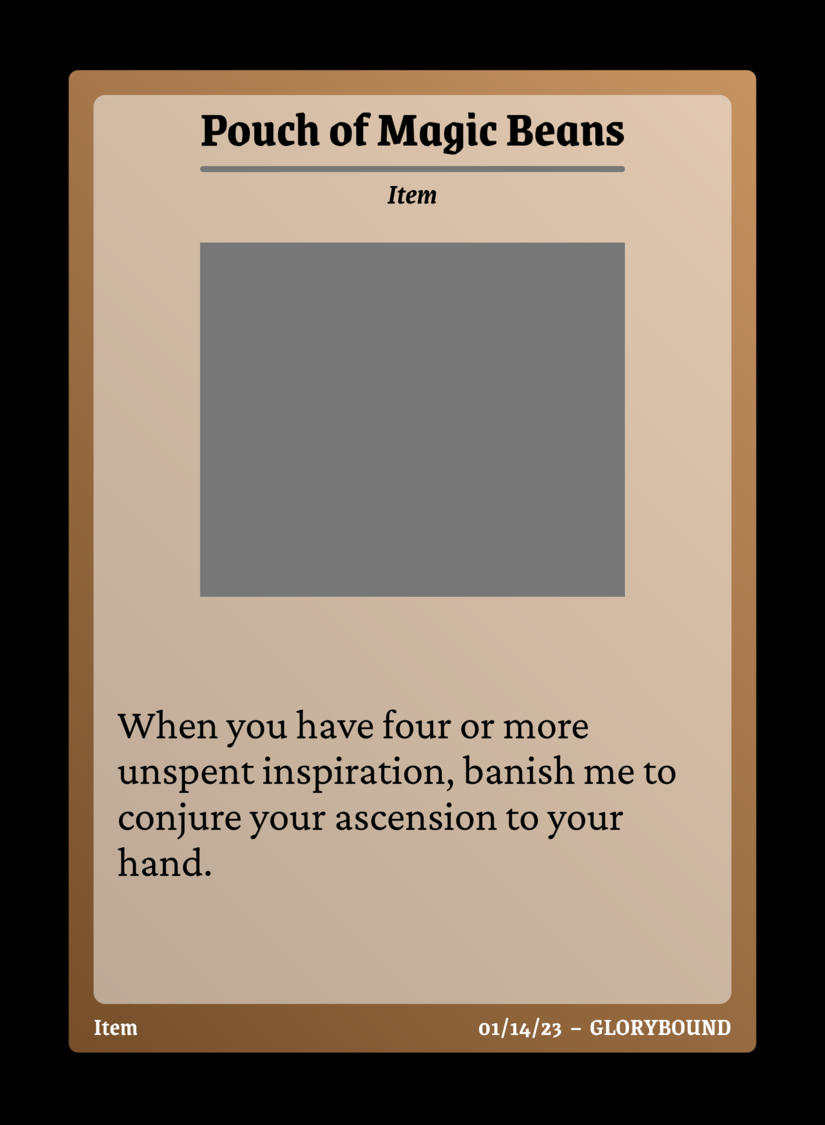 Pouch of Magic Beans
Item
When you have four or more
unspent inspiration, banish me to
conjure your ascension to your
hand.
Item
01/14/23 – GLORYBOUND